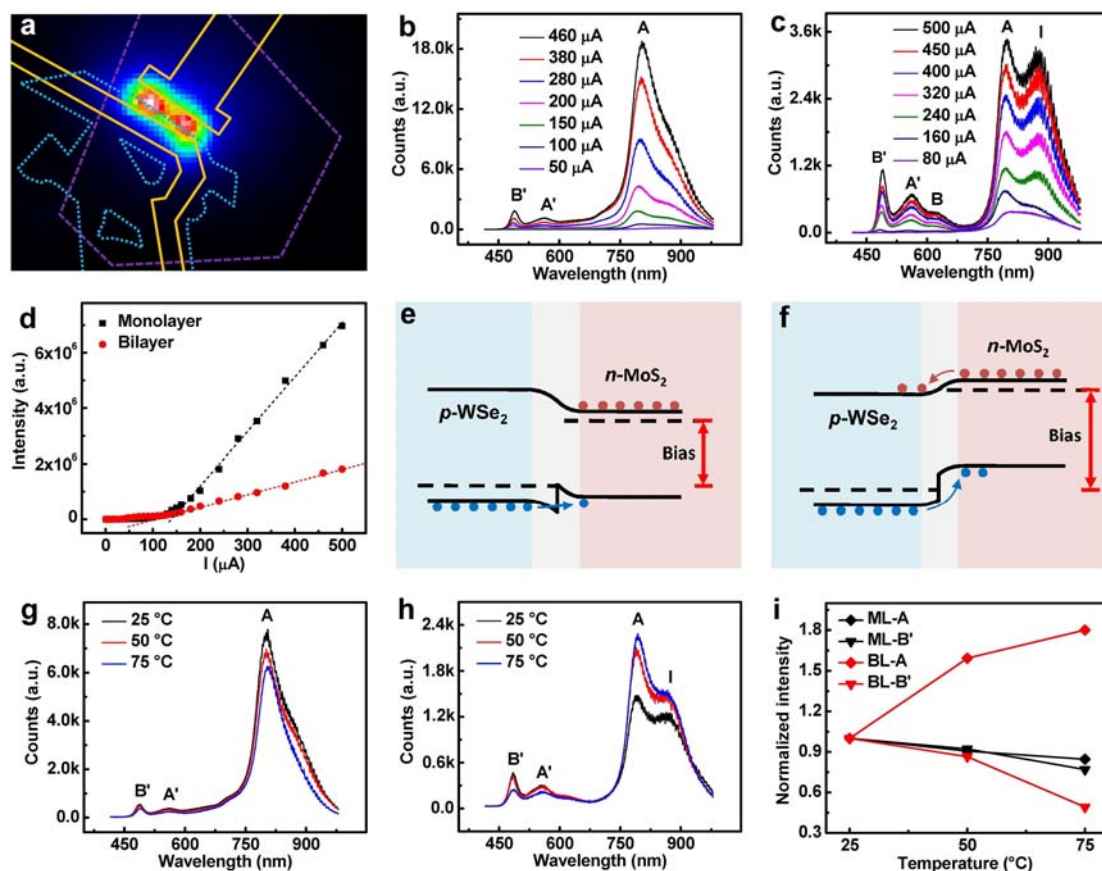 a
b
18.0k
12.0k
6.0k
0.0
Counts (a.u.)
460 μA
380 μA
280 μA
200 μA
150 μA
100 μA
50 μA
A
B'
A'
450 600 750 900
Wavelength (nm)
c
3.6k
2.4k
1.2k
0.0
Counts (a.u.)
500 μA
450 μA
400 μA
320 μA
240 μA
160 μA
80 μA
A
I
B'
A'
B
450 600 750 900
Wavelength (nm)
d
Monolayer
Bilayer
6x10⁶
4x10⁶
2x10⁶
0
Intensity (a.u.)
0 100 200 300 400 500
I (μA)
e
n-MoS₂
p-WSe₂
Bias
f
n-MoS₂
p-WSe₂
Bias
g
8.0k
6.0k
4.0k
2.0k
0.0
Counts (a.u.)
25 °C
50 °C
75 °C
A
B'
A'
450 600 750 900
Wavelength (nm)
h
2.4k
1.8k
1.2k
0.6k
0.0
Counts (a.u.)
25 °C
50 °C
75 °C
A
I
B'
A'
450 600 750 900
Wavelength (nm)
i
ML-A
ML-B'
BL-A
BL-B'
1.8
1.5
1.2
0.9
0.6
0.3
Normalized intensity
25 50 75
Temperature (°C)